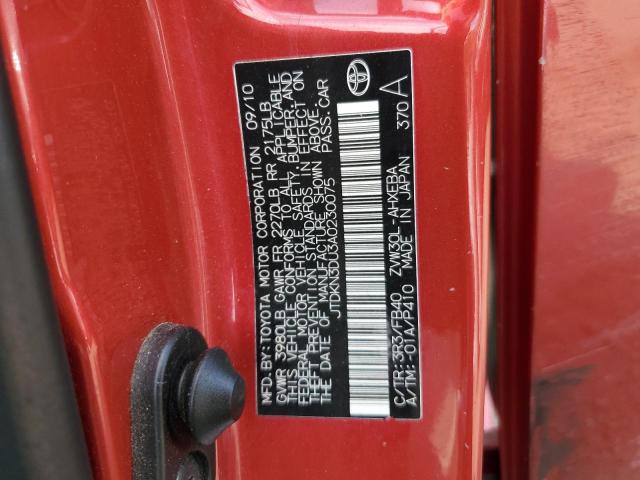 MFD.BY:TOYOTA MOTOR CORPORATION 09/10
GVWR 3980LB GAWR FR 2270LB RR 2175LB
THIS VEHICLE CONFORMS TO ALL APPLICABLE
FEDERAL MOTOR VEHICLE SAFETY, BUMPER, AND
THEFT PREVENTION STANDARDS IN EFFECT ON
THE DATE OF MANUFACTURE SHOWN ABOVE.
JTDKN3DU3A0230075 PASS.CAR
C/TR:3R3/FB40 ZVW30L-AHXEBA
A/TM:-01A/P410 MADE IN JAPAN 370 A